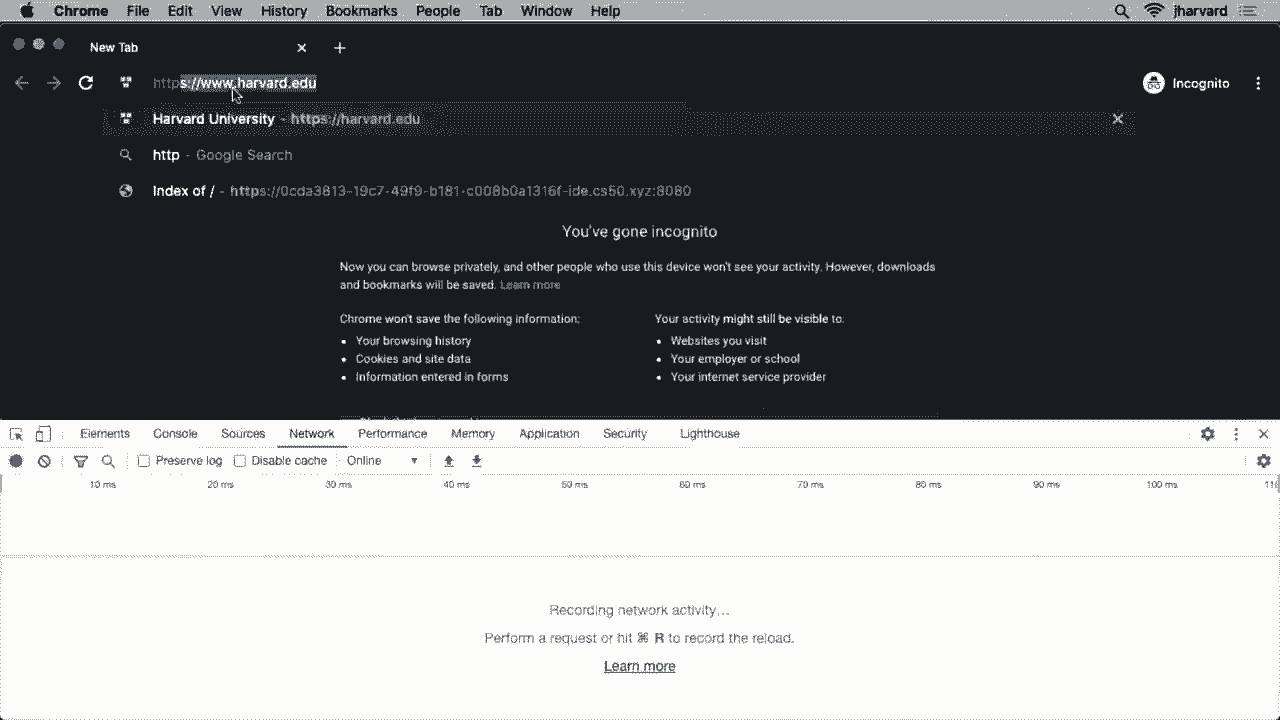 Chrome File Edit View History Bookmarks People Tab Window Help jharvard
New Tab
https://www.harvard.edu Incognito
Harvard University - https://harvard.edu
http - Google Search
Index of / - https://0cda3813-19c7-49f9-b181-c008b0a1316f-ide.cs50.xyz:8080
You've gone incognito
Now you can browse privately, and other people who use this device won't see your activity. However, downloads
and bookmarks will be saved. Learn more
Chrome won't save the following information:
Your browsing history
Cookies and site data
Information entered in forms
Your activity might still be visible to:
Websites you visit
Your employer or school
Your internet service provider
Elements Console Sources Network Performance Memory Application Security Lighthouse
Preserve log Disable cache Online
10 ms 20 ms 30 ms 40 ms 50 ms 60 ms 70 ms 80 ms 90 ms 100 ms
Recording network activity…
Perform a request or hit ⌘ R to record the reload.
Learn more